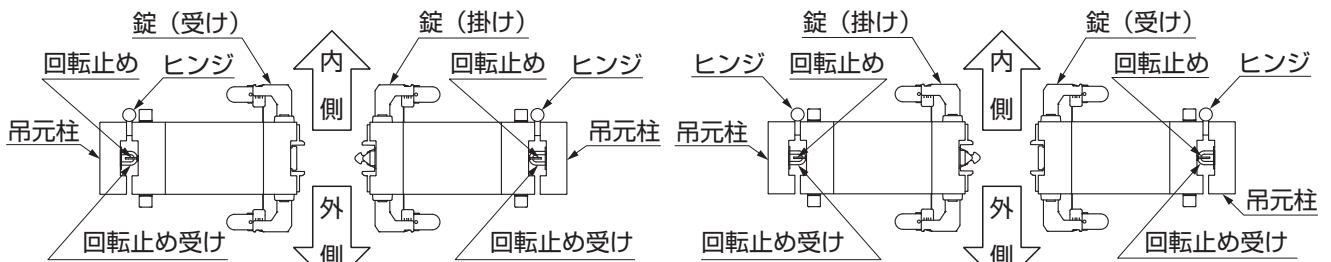 錠（受け）
錠（掛け）
回転止め
ヒンジ
内側
回転止め
ヒンジ
吊元柱
吊元柱
回転止め受け
外側
回転止め受け
錠（掛け）
錠（受け）
ヒンジ
回転止め
内側
回転止め
ヒンジ
吊元柱
吊元柱
回転止め受け
外側
回転止め受け